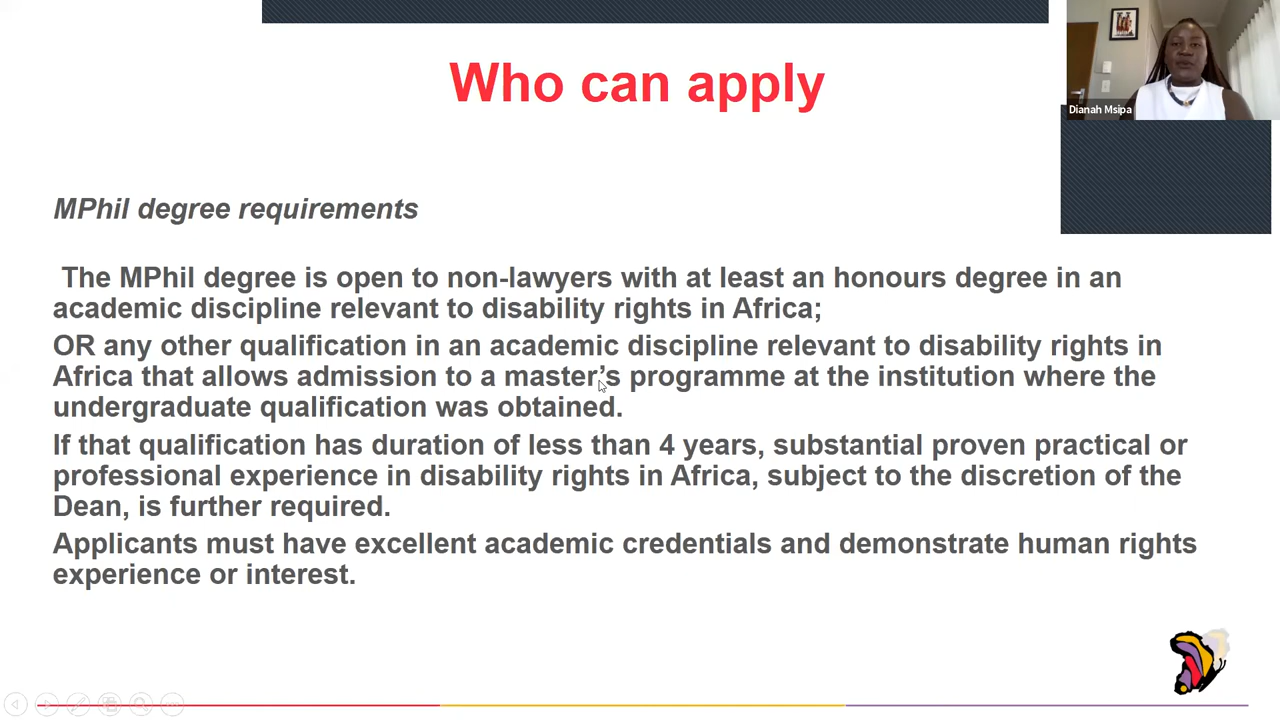 Who can apply
Dianah Msipa
MPhil degree requirements
The MPhil degree is open to non-lawyers with at least an honours degree in an
academic discipline relevant to disability rights in Africa;
OR any other qualification in an academic discipline relevant to disability rights in
Africa that allows admission to a master’s programme at the institution where the
undergraduate qualification was obtained.
If that qualification has duration of less than 4 years, substantial proven practical or
professional experience in disability rights in Africa, subject to the discretion of the
Dean, is further required.
Applicants must have excellent academic credentials and demonstrate human rights
experience or interest.